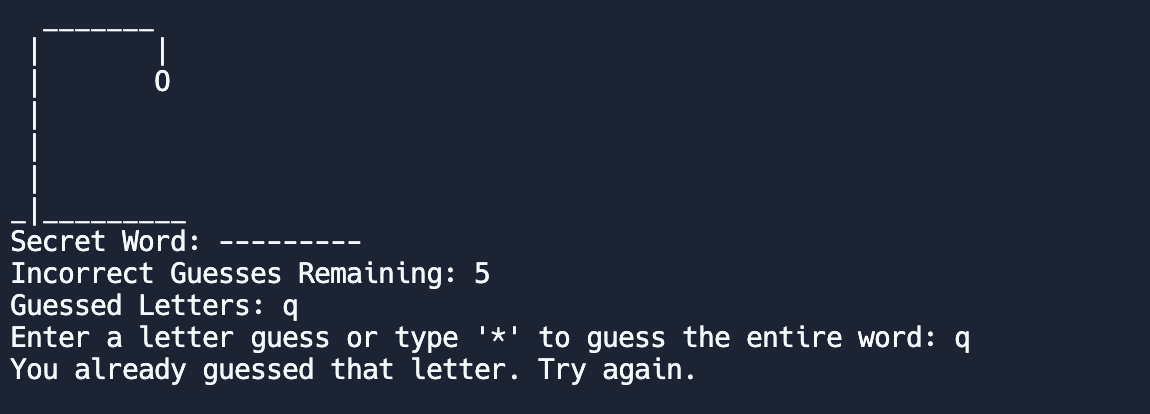 _______
 |       |
 |       O
 |
 |
 |
_|_________
Secret Word: ---------
Incorrect Guesses Remaining: 5
Guessed Letters: q
Enter a letter guess or type '*' to guess the entire word: q
You already guessed that letter. Try again.